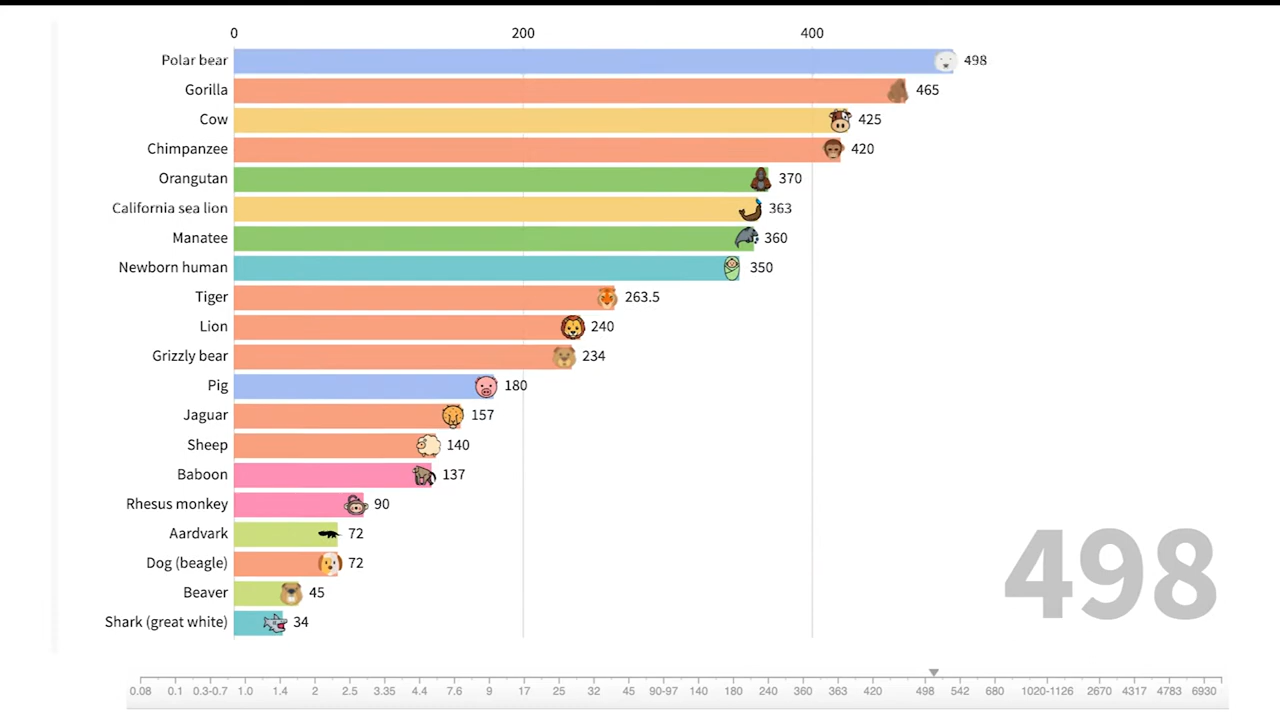 0 200 400
Polar bear 498
Gorilla 465
Cow 425
Chimpanzee 420
Orangutan 370
California sea lion 363
Manatee 360
Newborn human 350
Tiger 263.5
Lion 240
Grizzly bear 234
Pig 180
Jaguar 157
Sheep 140
Baboon 137
Rhesus monkey 90
Aardvark 72
Dog (beagle) 72
Beaver 45
Shark (great white) 34
498
0.08 0.1 0.3-0.7 1.0 1.4 2 2.5 3.35 4.4 7.6 9 17 25 32 45 90-97 140 180 240 360 363 420 498 542 680 1020-1126 2670 4317 4783 6930